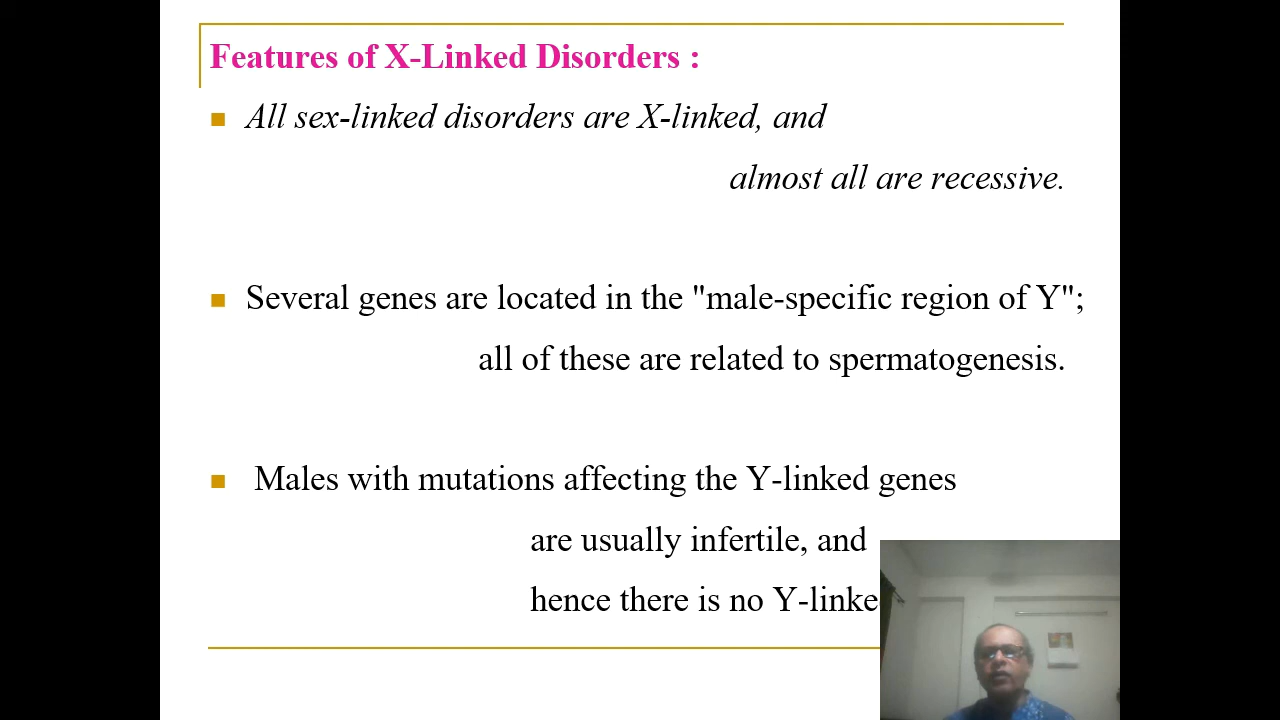 Features of X-Linked Disorders :
All sex-linked disorders are X-linked, and
almost all are recessive.
Several genes are located in the "male-specific region of Y";
all of these are related to spermatogenesis.
Males with mutations affecting the Y-linked genes
are usually infertile, and
hence there is no Y-linke